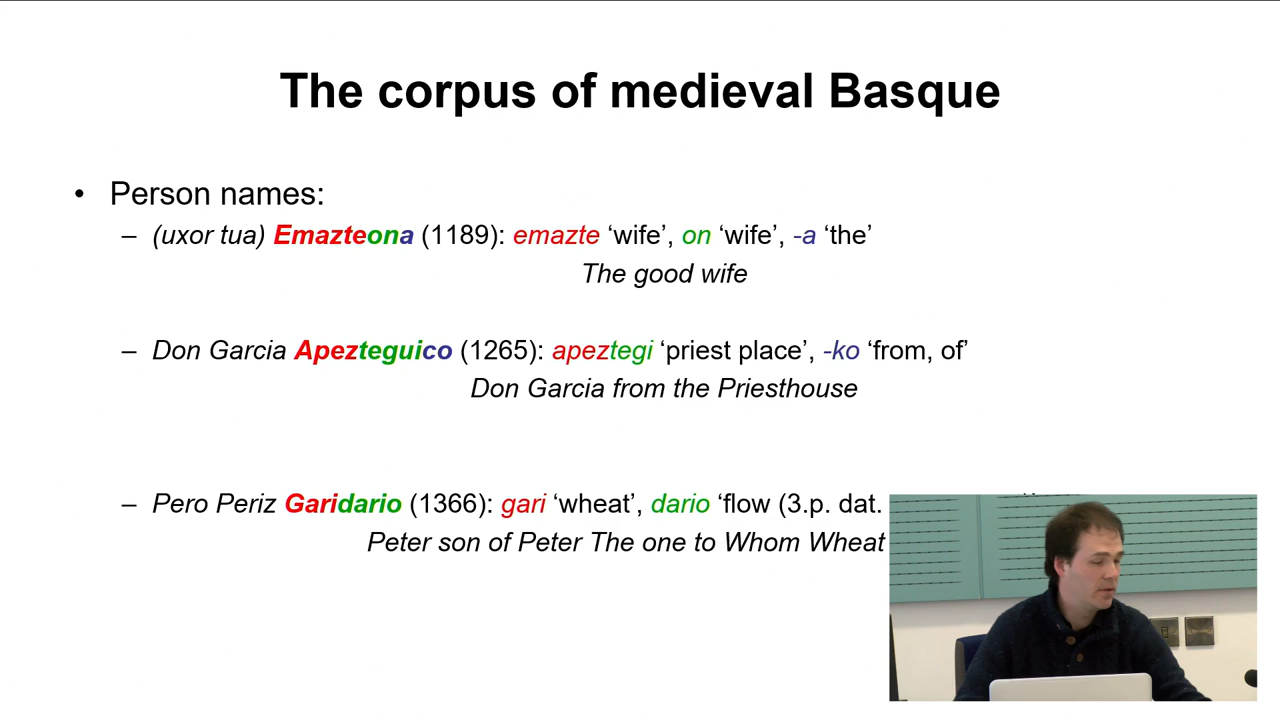 The corpus of medieval Basque
• Person names:
– (uxor tua) Emazteona (1189): emazte ‘wife’, on ‘wife’, -a ‘the’
The good wife
– Don Garcia Apezteguico (1265): apeztegi ‘priest place’, -ko ‘from, of’
Don Garcia from the Priesthouse
– Pero Periz Garidario (1366): gari ‘wheat’, dario ‘flow (3.p. dat.
Peter son of Peter The one to Whom Wheat